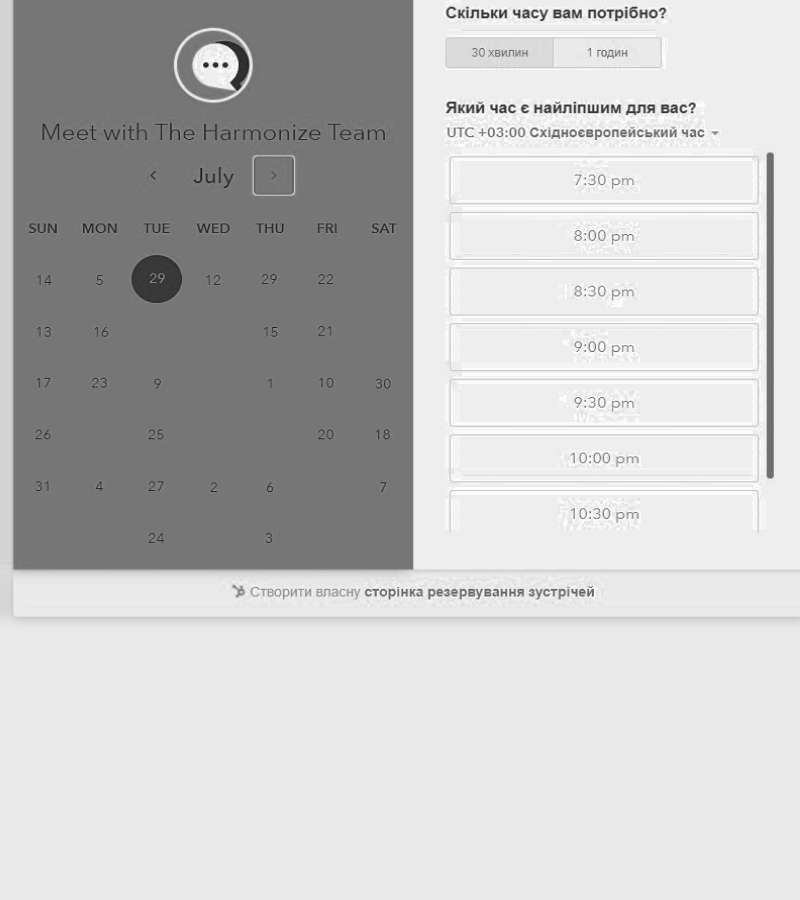 Meet with The Harmonize Team
July
SUN MON TUE WED THU FRI SAT
14 5 29 12 29 22
13 16 15 21
17 23 9 1 10 30
26 25 20 18
31 4 27 2 6 7
24 3
Скільки часу вам потрібно?
30 хвилин 1 годин
Який час є найліпшим для вас?
UTC +03:00 Східноєвропейський час
7:30 pm
8:00 pm
8:30 pm
9:00 pm
9:30 pm
10:00 pm
10:30 pm
Створити власну сторінка резервування зустрічей